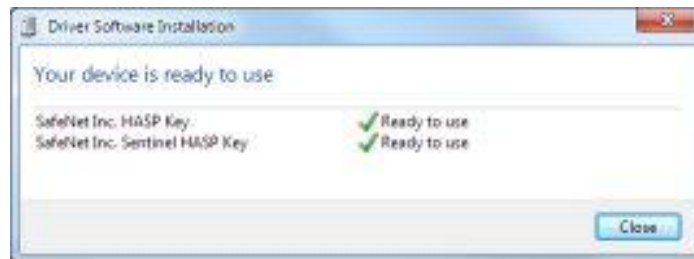 Driver Software Installation
Your device is ready to use
SafeNet Inc. HASP Key Ready to use
SafeNet Inc. Sentinel HASP Key Ready to use
Close